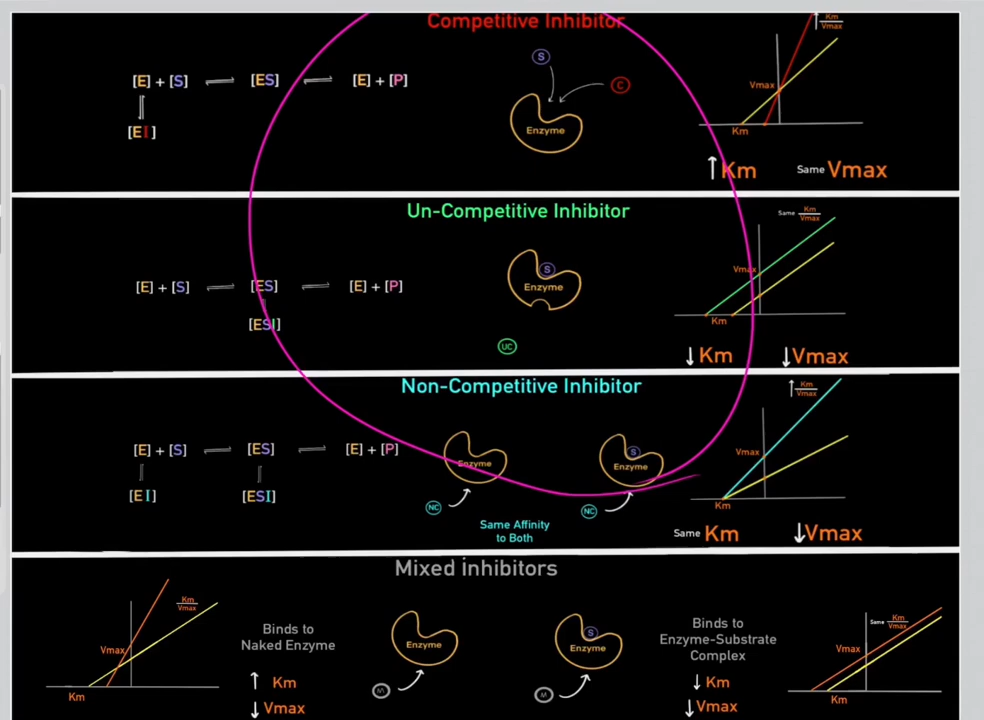 Competitive Inhibitor
Km
Vmax
[E] + [S] [ES] [E] + [P]
[EI]
S
C
Enzyme
Vmax
Km
Km Same Vmax
Un-Competitive Inhibitor
Same Km
Vmax
[E] + [S] [ES] [E] + [P]
[ESI]
S
Enzyme
UC
Vmax
Km
Km Vmax
Non-Competitive Inhibitor
Km
Vmax
[E] + [S] [ES] [E] + [P]
[EI] [ESI]
Enzyme
NC
S
Enzyme
NC
Same Affinity
to Both
Vmax
Km
Same Km Vmax
Mixed inhibitors
Km
Vmax
Vmax
Km
Binds to
Naked Enzyme
Km
Vmax
Enzyme
M
S
Enzyme
M
Binds to
Enzyme-Substrate
Complex
Km
Vmax
Same Km
Vmax
Vmax
Km